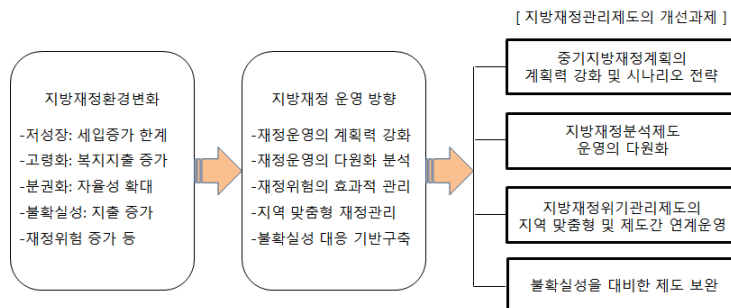 [ 지방재정관리제도의 개선과제 ]
지방재정환경변화
-저성장: 세입증가 한계
-고령화: 복지지출 증가
-분권화: 자율성 확대
-불확실성: 지출 증가
-재정위험 증가 등
지방재정 운영 방향
-재정운영의 계획력 강화
-재정운영의 다원화 분석
-재정위험의 효과적 관리
-지역 맞춤형 재정관리
-불확실성 대응 기반구축
중기지방재정계획의
계획력 강화 및 시나리오 전략
지방재정분석제도
운영의 다원화
지방재정위기관리제도의
지역 맞춤형 및 제도간 연계운영
불확실성을 대비한 제도 보완